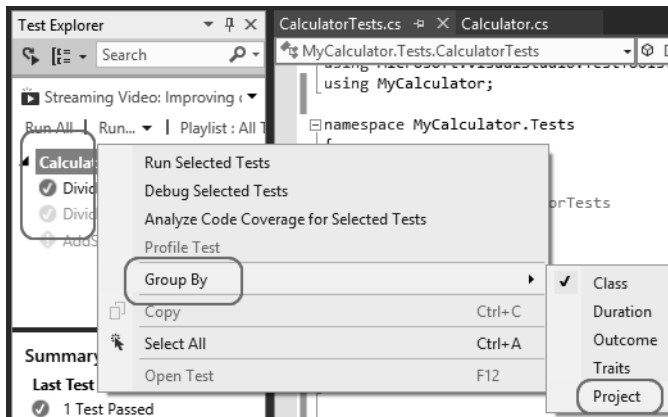 Test Explorer
CalculatorTests.cs
Calculator.cs
Search
MyCalculator.Tests.CalculatorTests
Streaming Video: Improving
using MyCalculator;
Run All | Run... | Playlist : All
namespace MyCalculator.Tests
{
Run Selected Tests
Debug Selected Tests
Analyze Code Coverage for Selected Tests
orTests
Profile Test
Group By
Class
Copy Ctrl+C
Duration
Select All Ctrl+A
Outcome
Summary
Traits
Open Test F12
Last Test
Project
1 Test Passed